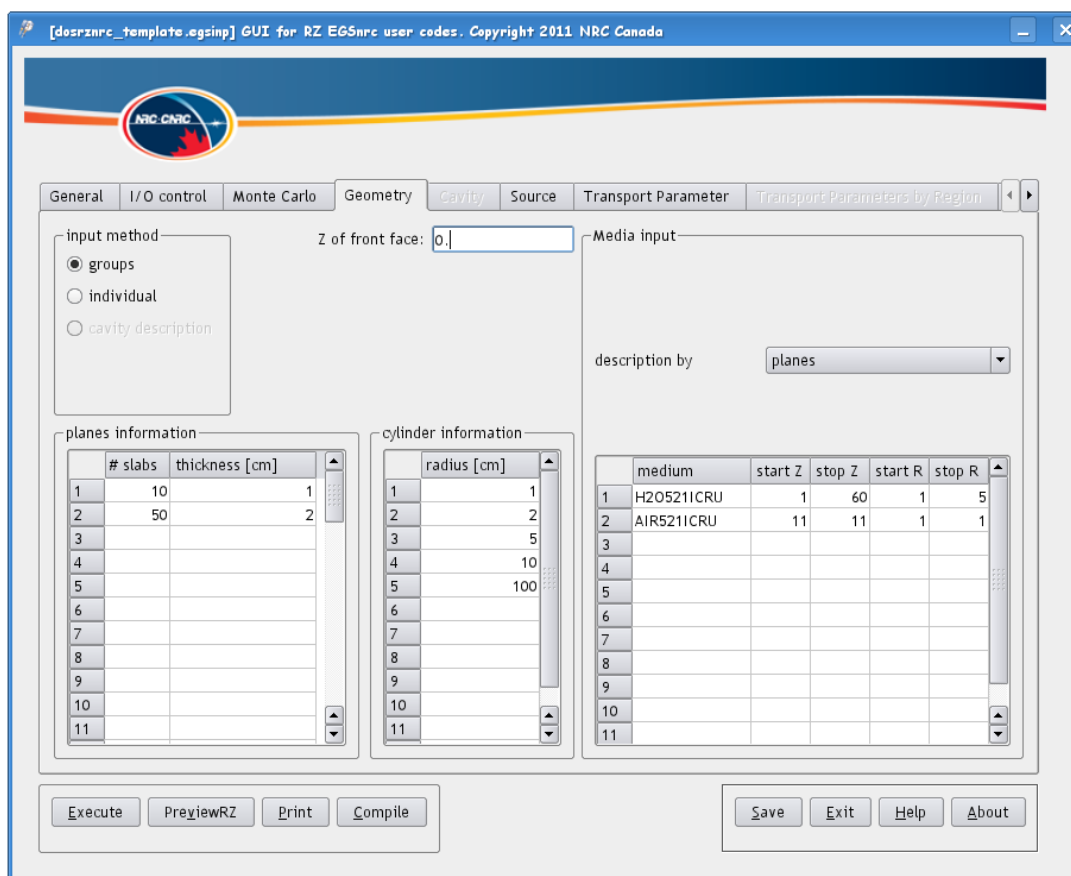 [dosrznrc_template.egsinp] GUI for RZ EGSnrc user codes. Copyright 2011 NRC Canada
NRC·CNRC
General I/O control Monte Carlo Geometry Cavity Source Transport Parameter Transport Parameters by Region
input method
groups
individual
cavity description
Z of front face: 0.
Media input
description by planes
planes information
# slabs thickness [cm]
1 10 1
2 50 2
3
4
5
6
7
8
9
10
11
cylinder information
radius [cm]
1 1
2 2
3 5
4 10
5 100
6
7
8
9
10
11
medium start Z stop Z start R stop R
1 H2O521ICRU 1 60 1 5
2 AIR521ICRU 11 11 1 1
3
4
5
6
7
8
9
10
11
Execute PreviewRZ Print Compile
Save Exit Help About